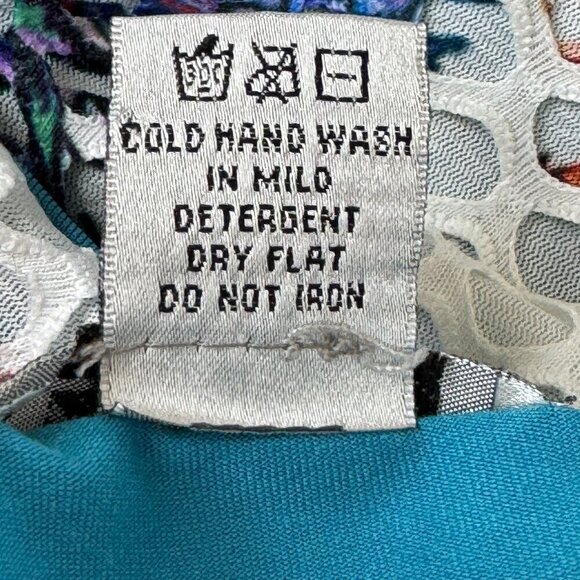 COLD HAND WASH
IN MILD
DETERGENT
DRY FLAT
DO NOT IRON